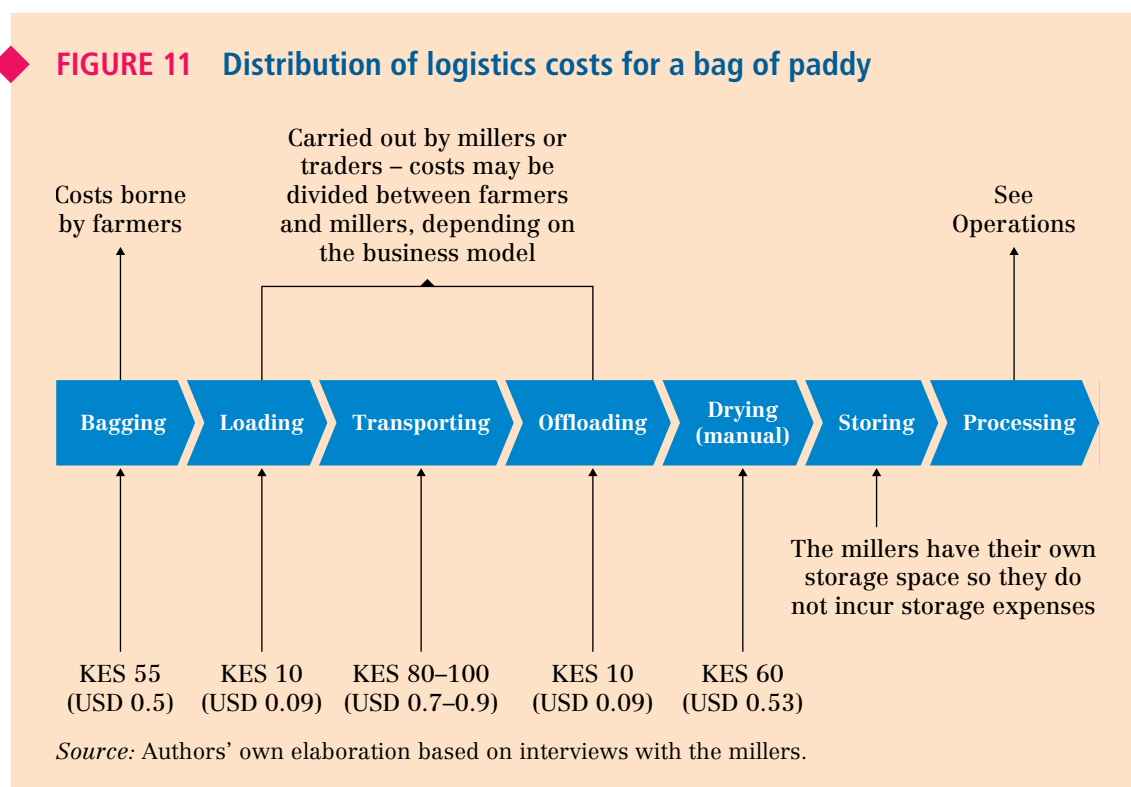 FIGURE 11 Distribution of logistics costs for a bag of paddy
Carried out by millers or
traders – costs may be
divided between farmers
and millers, depending on
the business model
Costs borne
by farmers
See
Operations
Bagging
Loading
Transporting
Offloading
Drying
(manual)
Storing
Processing
The millers have their own
storage space so they do
not incur storage expenses
KES 55
(USD 0.5)
KES 10
(USD 0.09)
KES 80–100
(USD 0.7–0.9)
KES 10
(USD 0.09)
KES 60
(USD 0.53)
Source: Authors' own elaboration based on interviews with the millers.